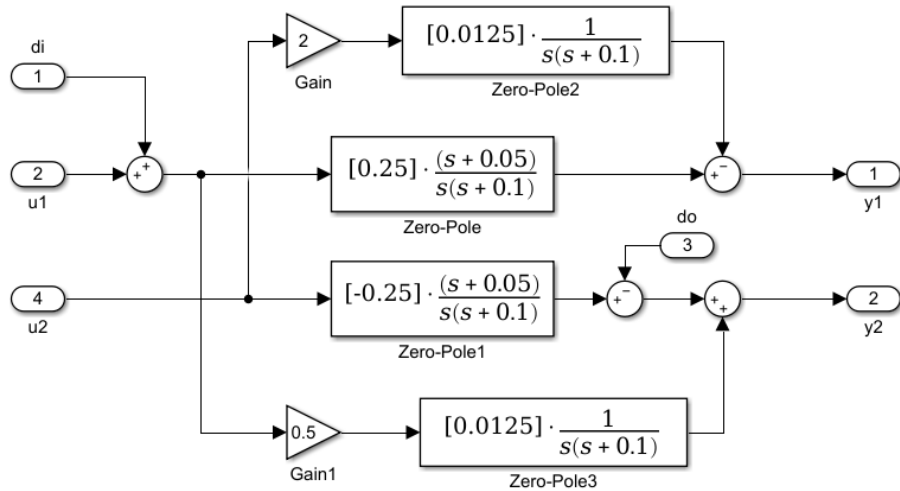 2
[0.0125] · 1 / s(s + 0.1)
Gain
Zero-Pole2
di
1
+
+
2
u1
[0.25] · (s + 0.05) / s(s + 0.1)
Zero-Pole
+
−
1
y1
do
3
4
u2
[-0.25] · (s + 0.05) / s(s + 0.1)
Zero-Pole1
+
−
+
+
2
y2
0.5
Gain1
[0.0125] · 1 / s(s + 0.1)
Zero-Pole3